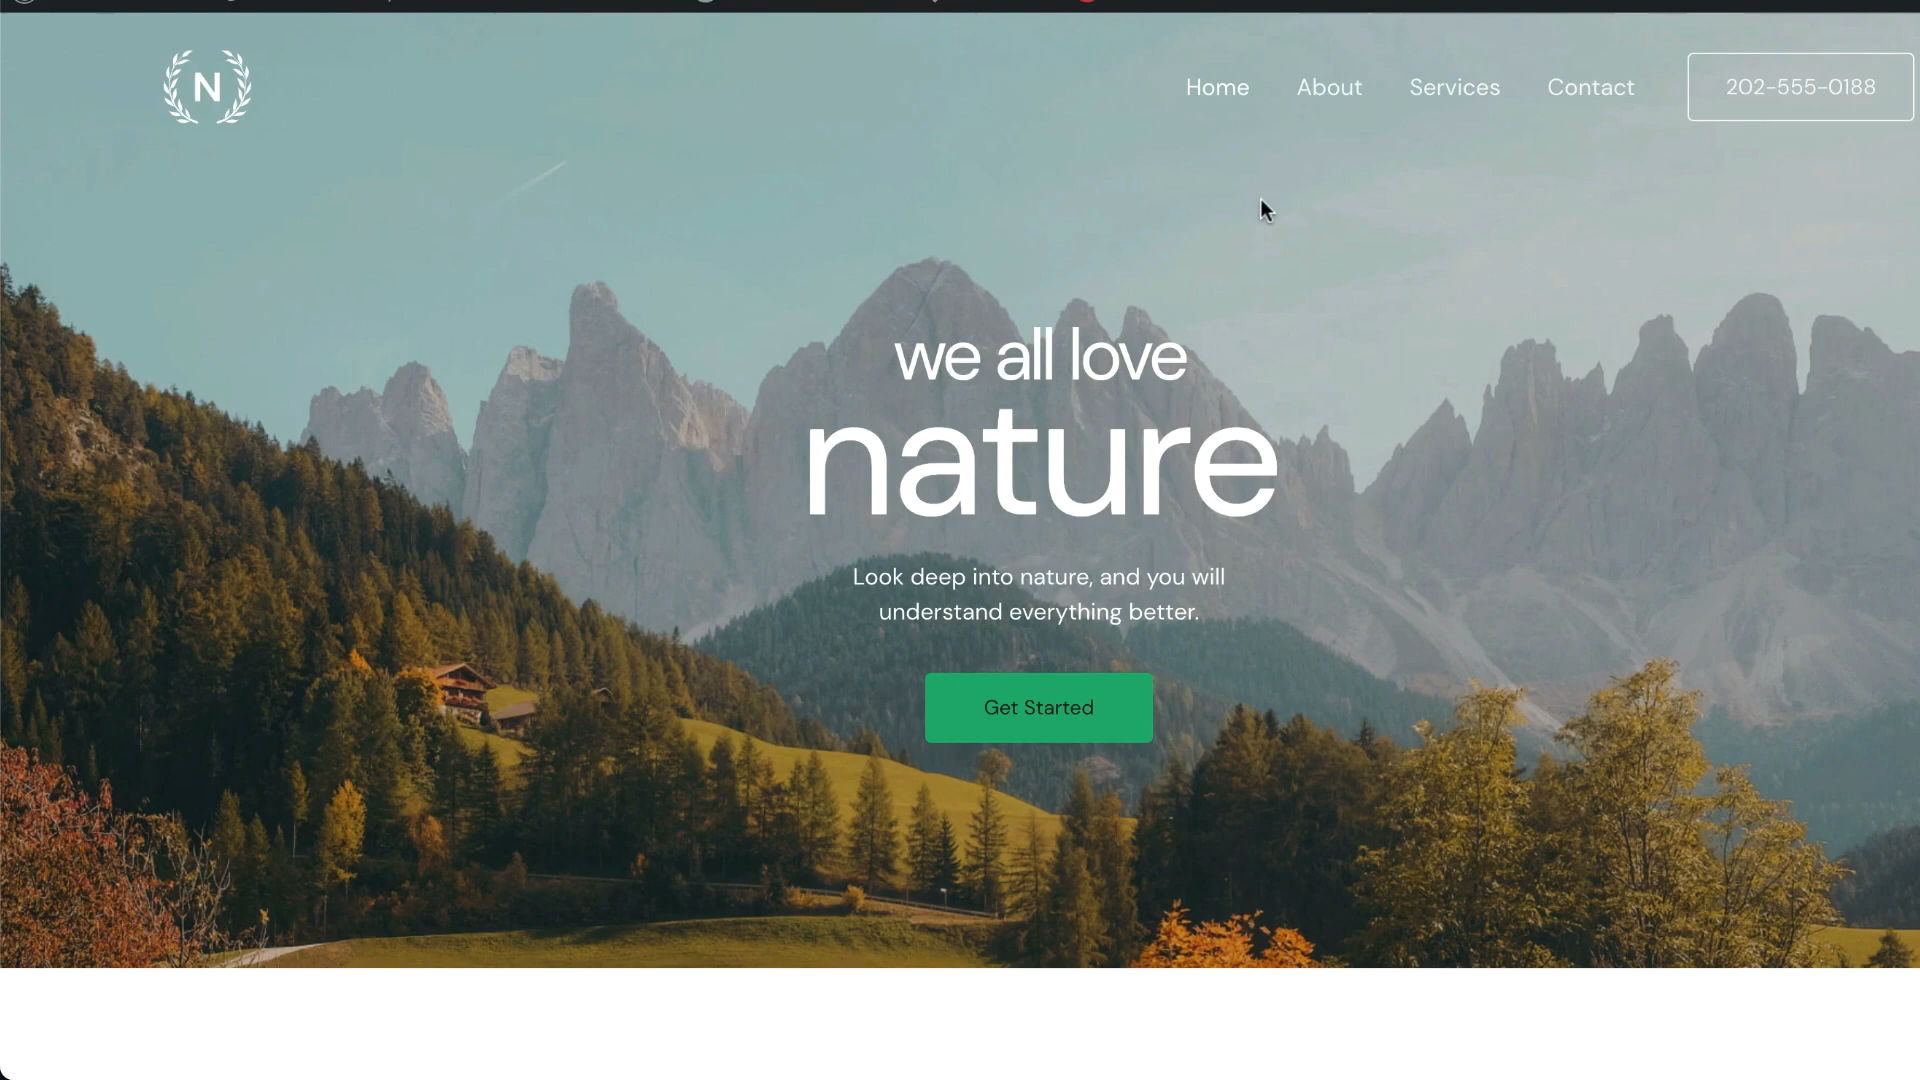 N
Home
About
Services
Contact
202-555-0188
we all love
nature
Look deep into nature, and you will
understand everything better.
Get Started